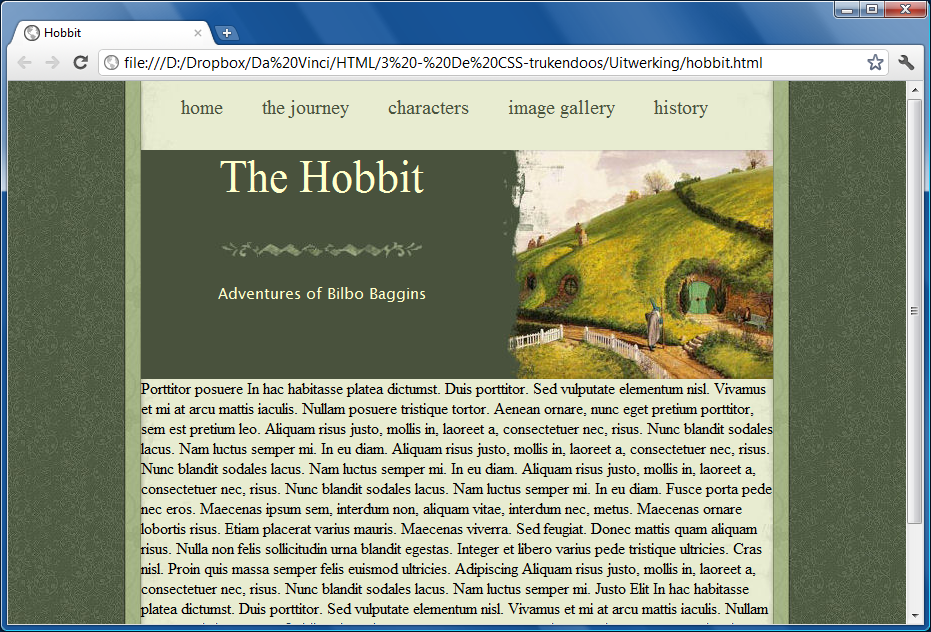 Hobbit
file:///D:/Dropbox/Da%20Vinci/HTML/3%20-%20De%20CSS-trukendoos/Uitwerking/hobbit.html
home the journey characters image gallery history
The Hobbit
Adventures of Bilbo Baggins
Porttitor posuere In hac habitasse platea dictumst. Duis porttitor. Sed vulputate elementum nisl. Vivamus
et mi at arcu mattis iaculis. Nullam posuere tristique tortor. Aenean ornare, nunc eget pretium porttitor,
sem est pretium leo. Aliquam risus justo, mollis in, laoreet a, consectetuer nec, risus. Nunc blandit sodales
lacus. Nam luctus semper mi. In eu diam. Aliquam risus justo, mollis in, laoreet a, consectetuer nec, risus.
Nunc blandit sodales lacus. Nam luctus semper mi. In eu diam. Aliquam risus justo, mollis in, laoreet a,
consectetuer nec, risus. Nunc blandit sodales lacus. Nam luctus semper mi. In eu diam. Fusce porta pede
nec eros. Maecenas ipsum sem, interdum non, aliquam vitae, interdum nec, metus. Maecenas ornare
lobortis risus. Etiam placerat varius mauris. Maecenas viverra. Sed feugiat. Donec mattis quam aliquam
risus. Nulla non felis sollicitudin urna blandit egestas. Integer et libero varius pede tristique ultricies. Cras
nisl. Proin quis massa semper felis euismod ultricies. Adipiscing Aliquam risus justo, mollis in, laoreet a,
consectetuer nec, risus. Nunc blandit sodales lacus. Nam luctus semper mi. Justo Elit In hac habitasse
platea dictumst. Duis porttitor. Sed vulputate elementum nisl. Vivamus et mi at arcu mattis iaculis. Nullam